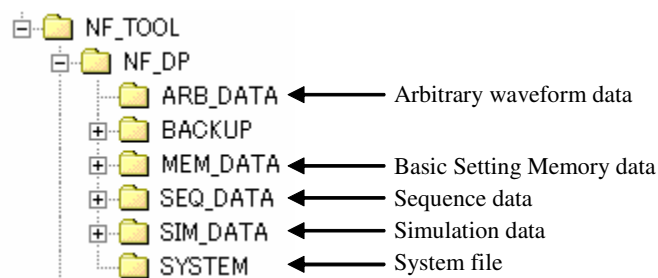 NF_TOOL
NF_DP
ARB_DATA Arbitrary waveform data
BACKUP
MEM_DATA Basic Setting Memory data
SEQ_DATA Sequence data
SIM_DATA Simulation data
SYSTEM System file